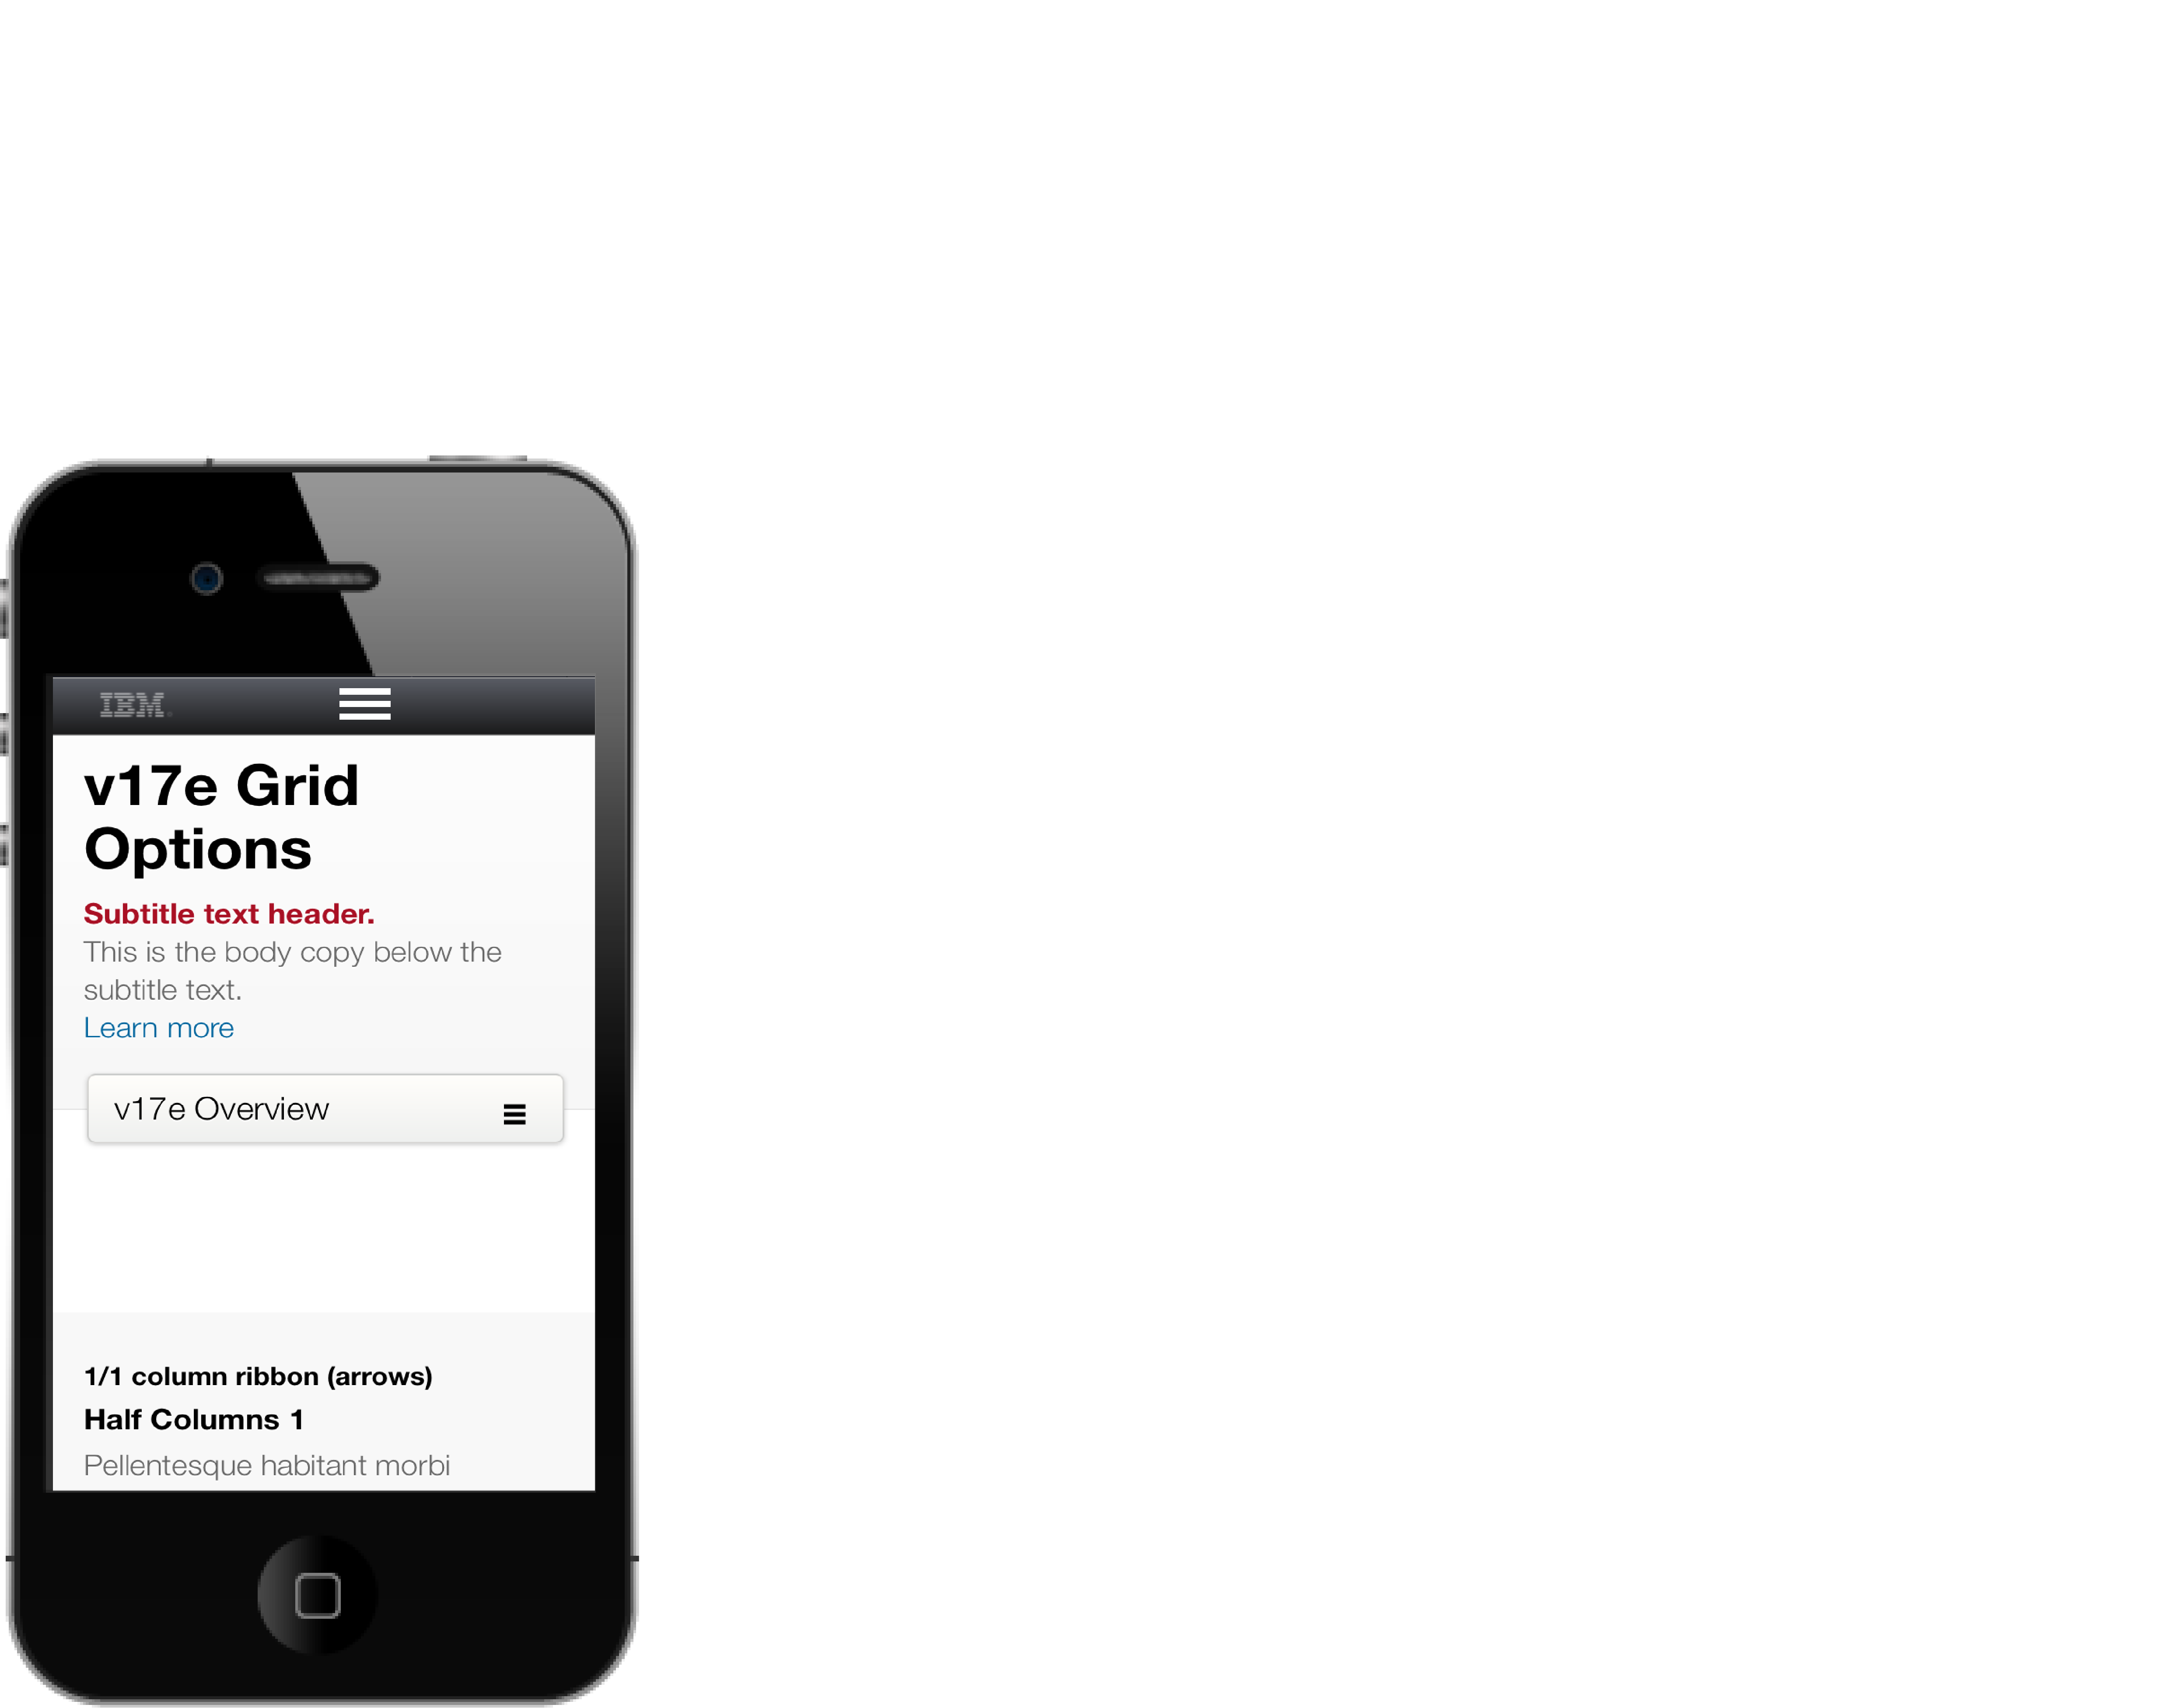 IBM®
v17e Grid
Options
Subtitle text header.
This is the body copy below the
subtitle text.
Learn more
v17e Overview
1/1 column ribbon (arrows)
Half Columns 1
Pellentesque habitant morbi